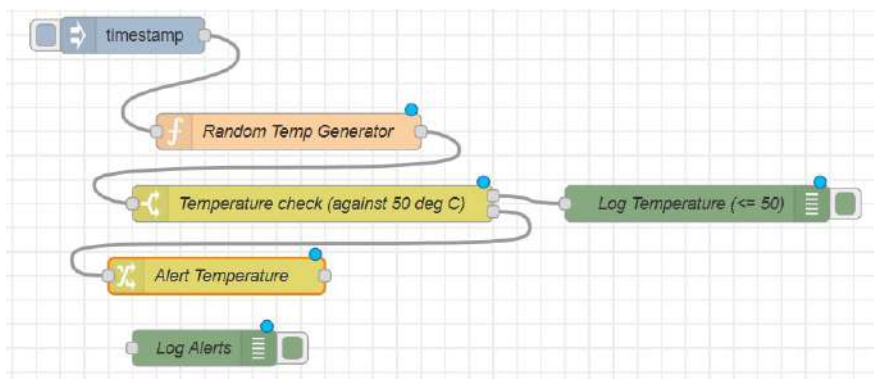 timestamp
Random Temp Generator
Temperature check (against 50 deg C)
Log Temperature (<= 50)
Alert Temperature
Log Alerts